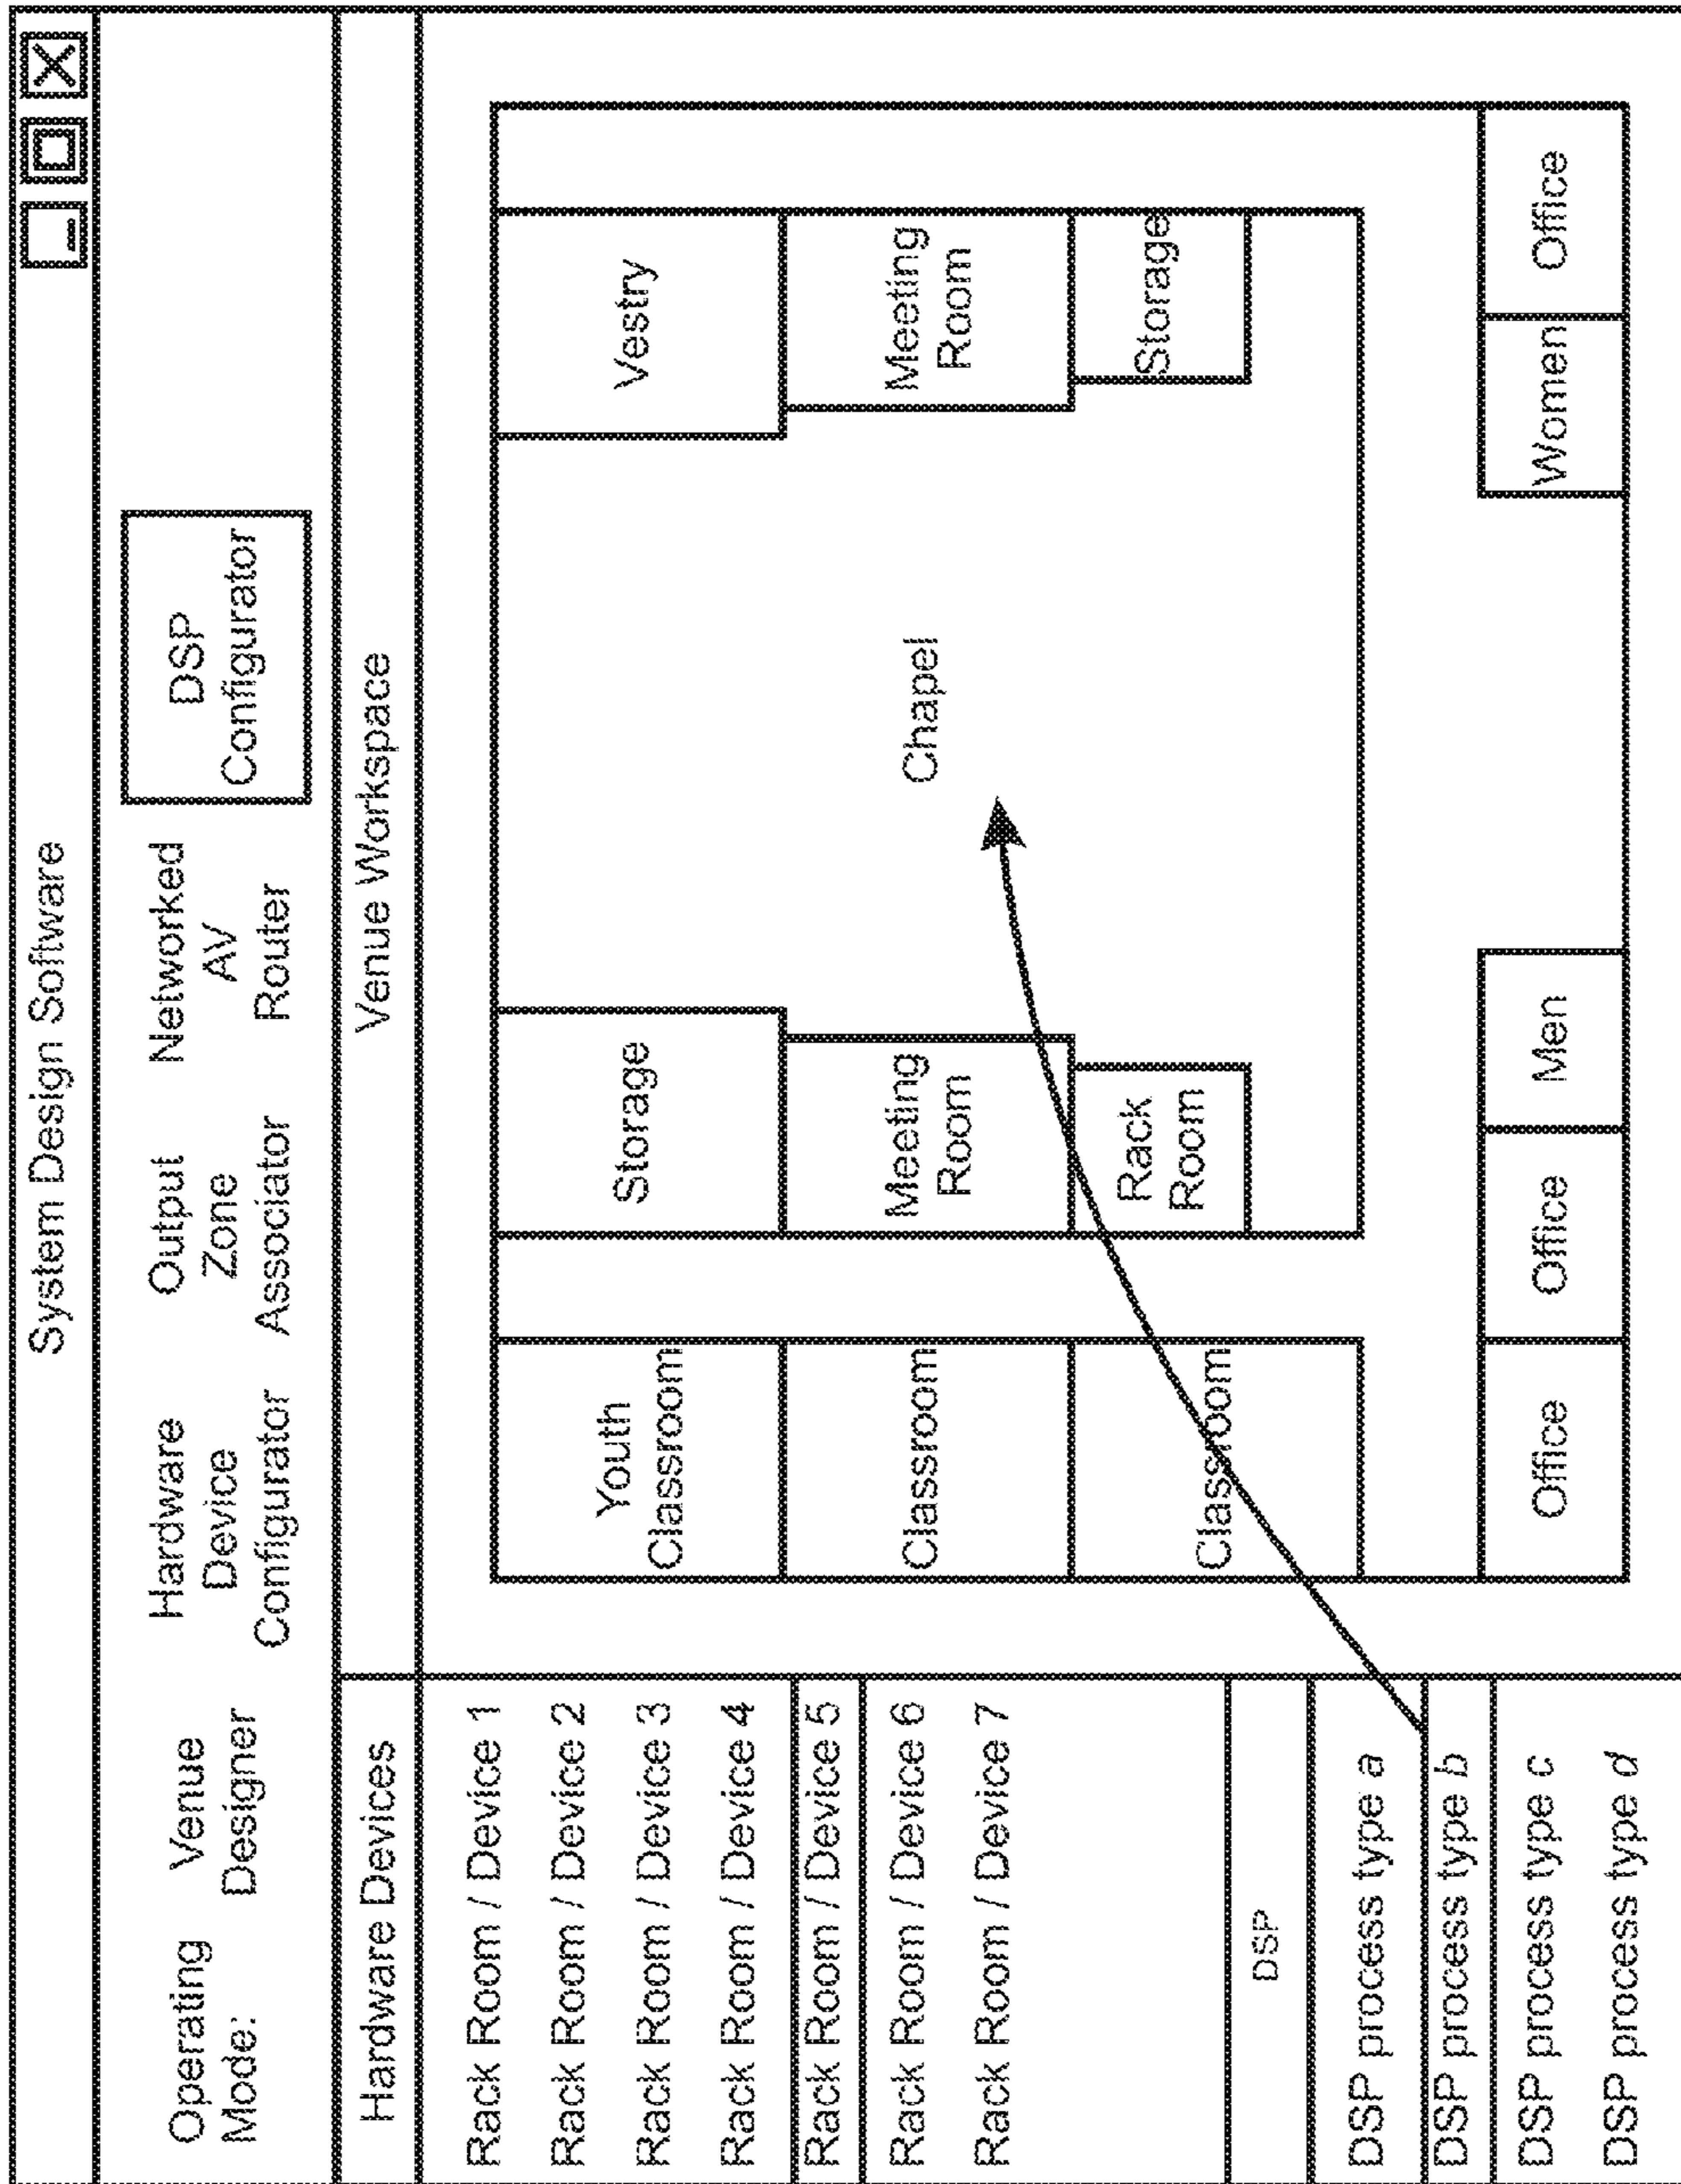 System Design Software
Operating
Mode:
Venue
Designer
Hardware
Device
Configurator
Output
Zone
Associator
Networked
AV
Router
DSP
Configurator
Hardware Devices
Venue Workspace
Rack Room / Device 1
Rack Room / Device 2
Rack Room / Device 3
Rack Room / Device 4
Rack Room / Device 5
Rack Room / Device 6
Rack Room / Device 7
DSP
DSP process type a
DSP process type b
DSP process type c
DSP process type d
Youth
Classroom
Storage
Vestry
Classroom
Meeting
Room
Chapel
Meeting
Room
Classroom
Rack
Room
Storage
Office
Office
Men
Women
Office